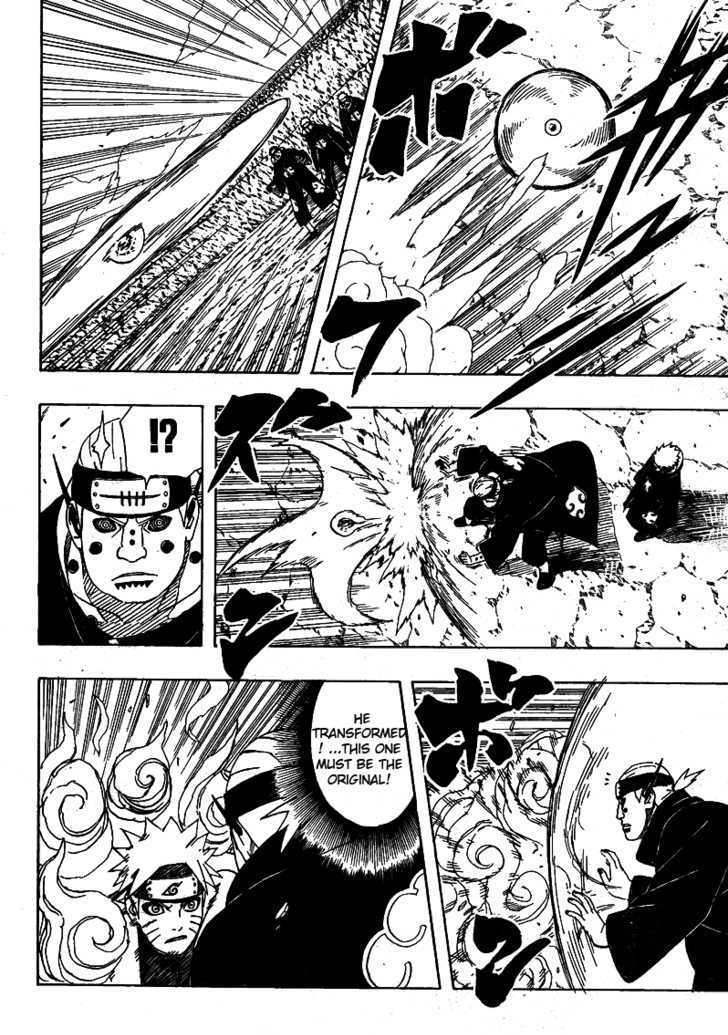 ボフ
ズン
!?
ボン
HE
TRANSFORMED
! ...THIS ONE
MUST BE THE
ORIGINAL!